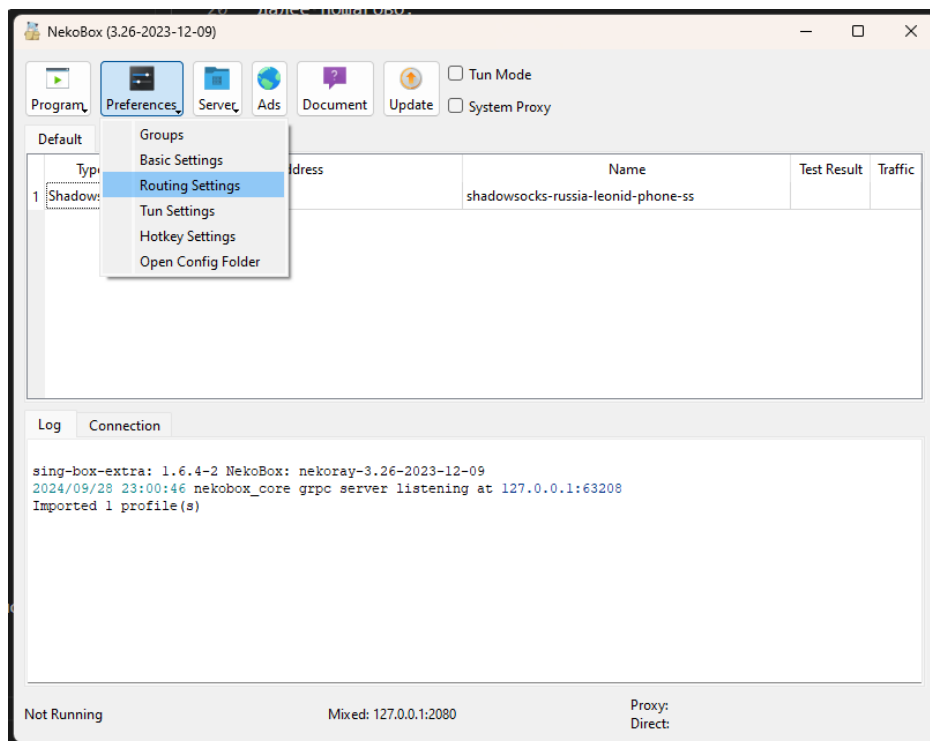 20 Далее пошагово:
NekoBox (3.26-2023-12-09)
Program Preferences Server Ads Document Update
Tun Mode
System Proxy
Default
Groups
Basic Settings
Routing Settings
Tun Settings
Hotkey Settings
Open Config Folder
Typ ddress Name Test Result Traffic
1 Shadow shadowsocks-russia-leonid-phone-ss
Log Connection
sing-box-extra: 1.6.4-2 NekoBox: nekoray-3.26-2023-12-09
2024/09/28 23:00:46 nekobox_core grpc server listening at 127.0.0.1:63208
Imported 1 profile(s)
Not Running Mixed: 127.0.0.1:2080
Proxy:
Direct: